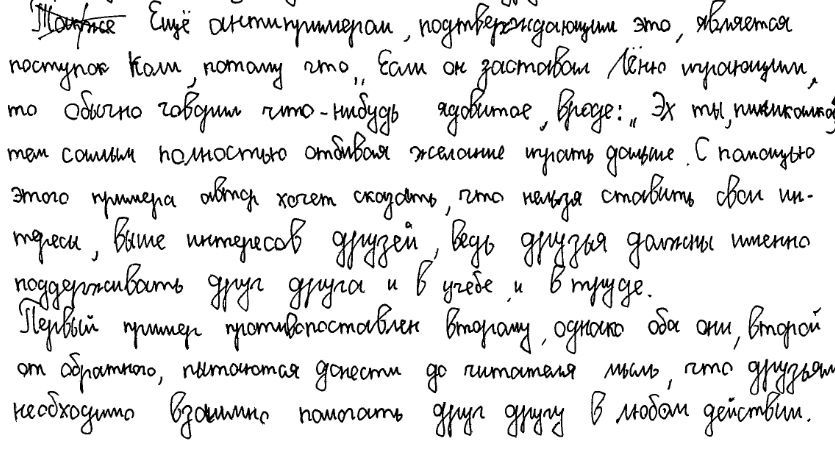 Ещё антипримером, подтверждающим это, является
поступок Коли, потому что „Если он заставал Лёню играющим,
то обычно говорил что-нибудь ядовитое, вроде: „Эх ты, пиликалка,
тем самым полностью отбивая желание играть дальше. С помощью
этого примера автор хочет сказать, что нельзя ставить свои ин-
тересы, выше интересов друзей, ведь друзья должны именно
поддерживать друг друга и в учебе, и в труде.
Первый пример противопоставлен второму, однако оба они, второй
от обратного, пытаются донести до читателя мысль, что друзьям
необходимо взаимно помогать друг другу в любом действии.